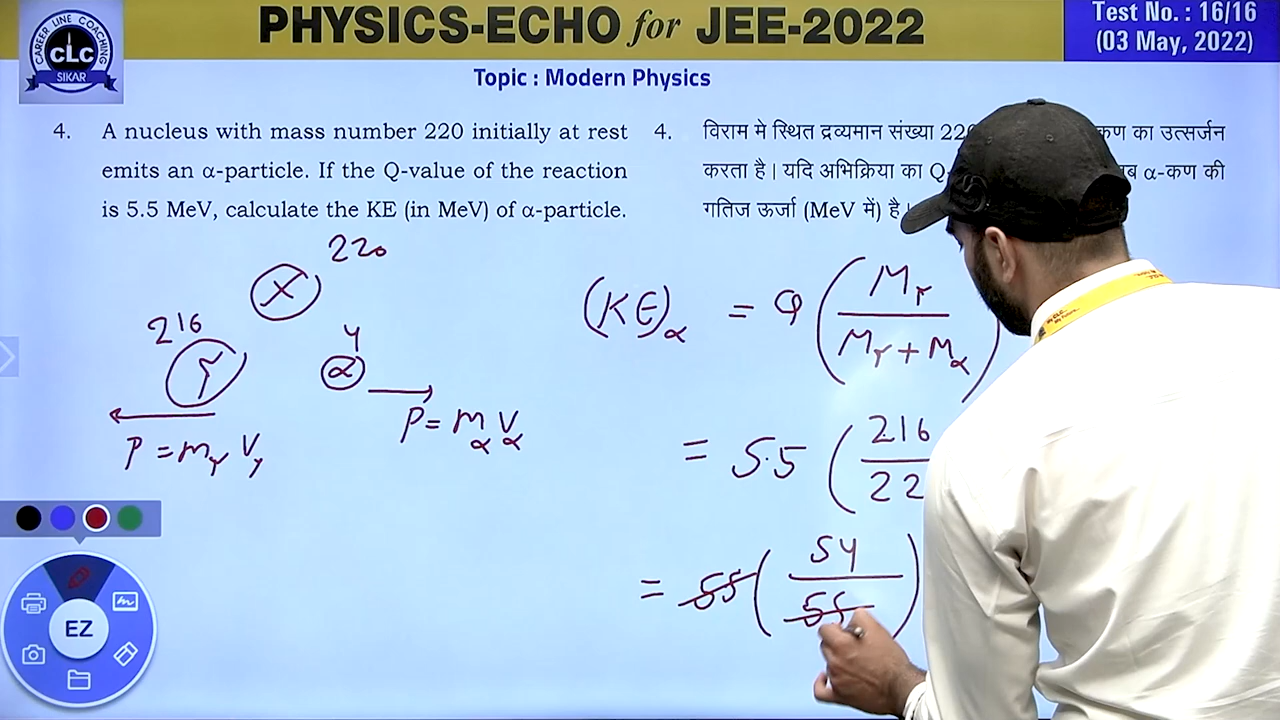 PHYSICS-ECHO for JEE-2022
Test No. : 16/16
(03 May, 2022)
CAREER LINE COACHING
CLC
SIKAR
Topic : Modern Physics
4. A nucleus with mass number 220 initially at rest
emits an α-particle. If the Q-value of the reaction
is 5.5 MeV, calculate the KE (in MeV) of α-particle.
4. विराम मे स्थित द्रव्यमान संख्या 220
कण का उत्सर्जन
करता है। यदि अभिक्रिया का Q-
α-कण की
गतिज ऊर्जा (MeV में) है।
220
X
216
Y
4
α
P = mY VY
P = mα Vα
(KE)α = Q (MY / MY + Mα)
= 5.5 (216 / 22
= 55 (54 / 55)
EZ